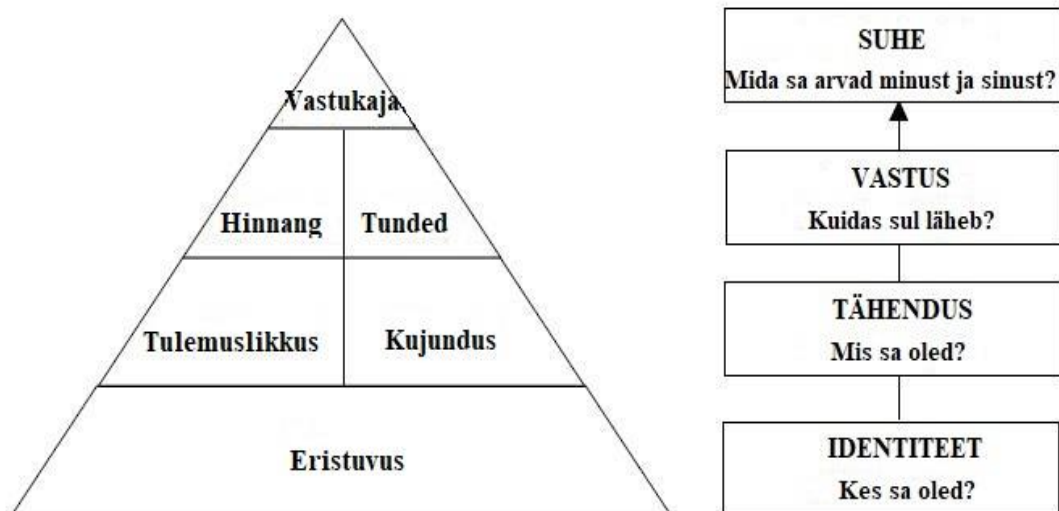 Vastukaja
Hinnang
Tunded
Tulemuslikkus
Kujundus
Eristuvus
SUHE
Mida sa arvad minust ja sinust?
VASTUS
Kuidas sul läheb?
TÄHENDUS
Mis sa oled?
IDENTITEET
Kes sa oled?